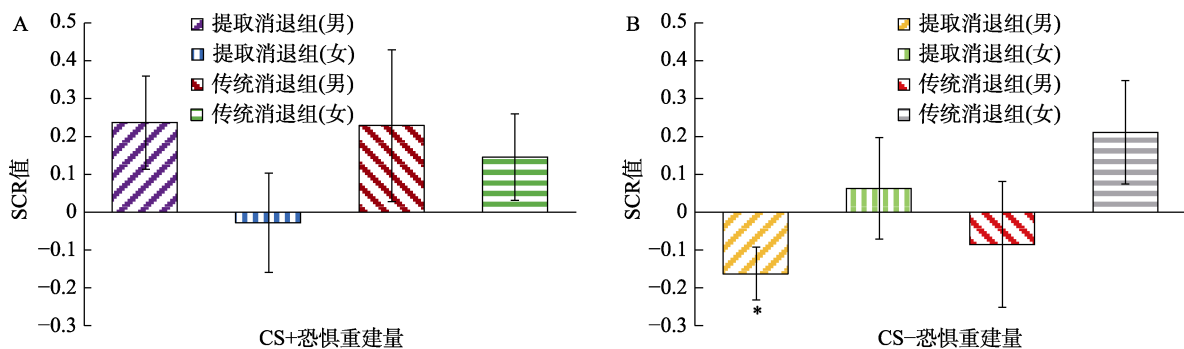 A
0.5
0.4
0.3
0.2
0.1
0
−0.1
−0.2
−0.3
SCR值
提取消退组(男)
提取消退组(女)
传统消退组(男)
传统消退组(女)
CS+恐惧重建量
B
0.5
0.4
0.3
0.2
0.1
0
−0.1
−0.2
−0.3
SCR值
提取消退组(男)
提取消退组(女)
传统消退组(男)
传统消退组(女)
*
CS−恐惧重建量